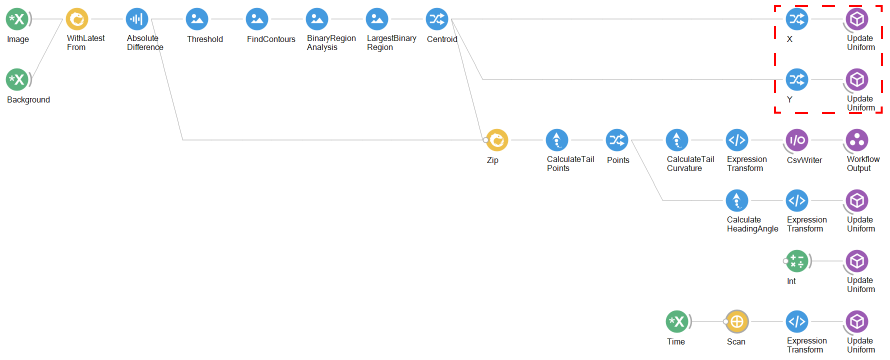 Image
WithLatest
From
Absolute
Difference
Threshold
FindContours
BinaryRegion
Analysis
LargestBinary
Region
Centroid
X
Update
Uniform
Background
Y
Update
Uniform
Zip
CalculateTail
Points
Points
CalculateTail
Curvature
Expression
Transform
CsvWriter
Workflow
Output
Calculate
HeadingAngle
Expression
Transform
Update
Uniform
Int
Update
Uniform
Time
Scan
Expression
Transform
Update
Uniform